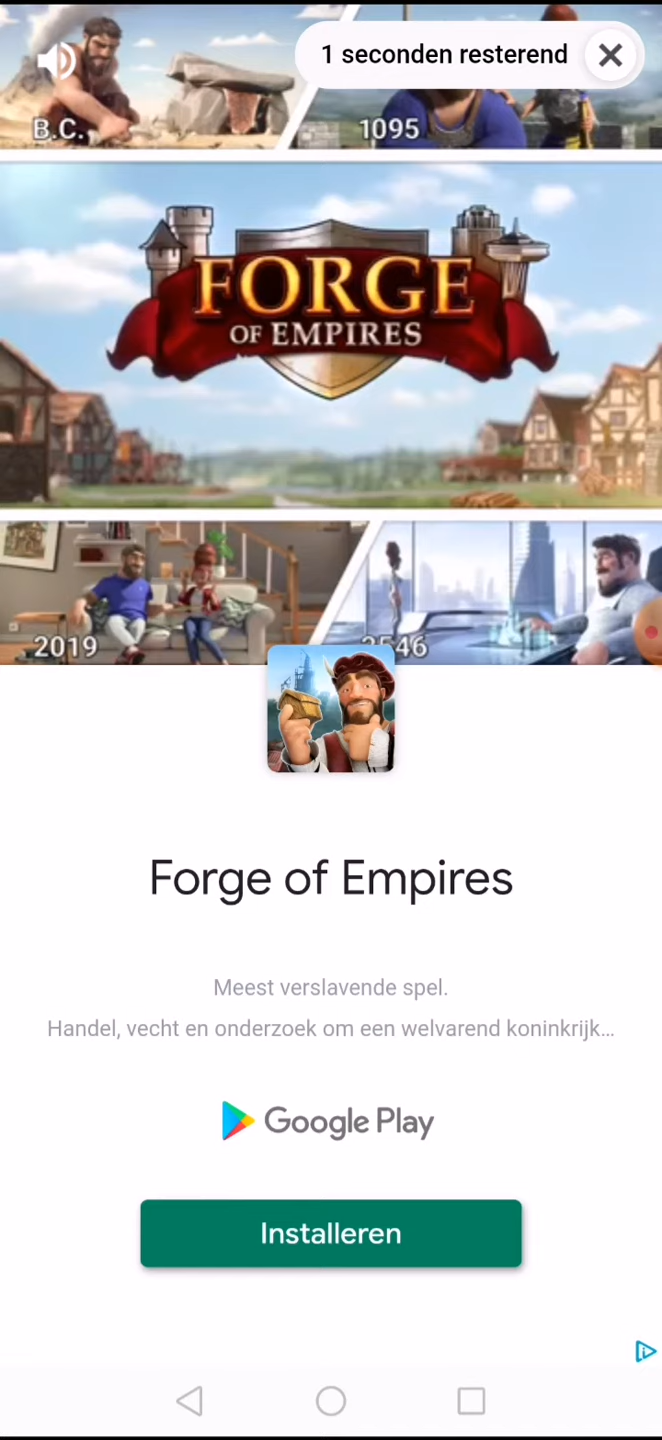 1 seconden resterend
B.C.
1095
FORGE
OF EMPIRES
2019
46
Forge of Empires
Meest verslavende spel.
Handel, vecht en onderzoek om een welvarend koninkrijk...
Google Play
Installeren